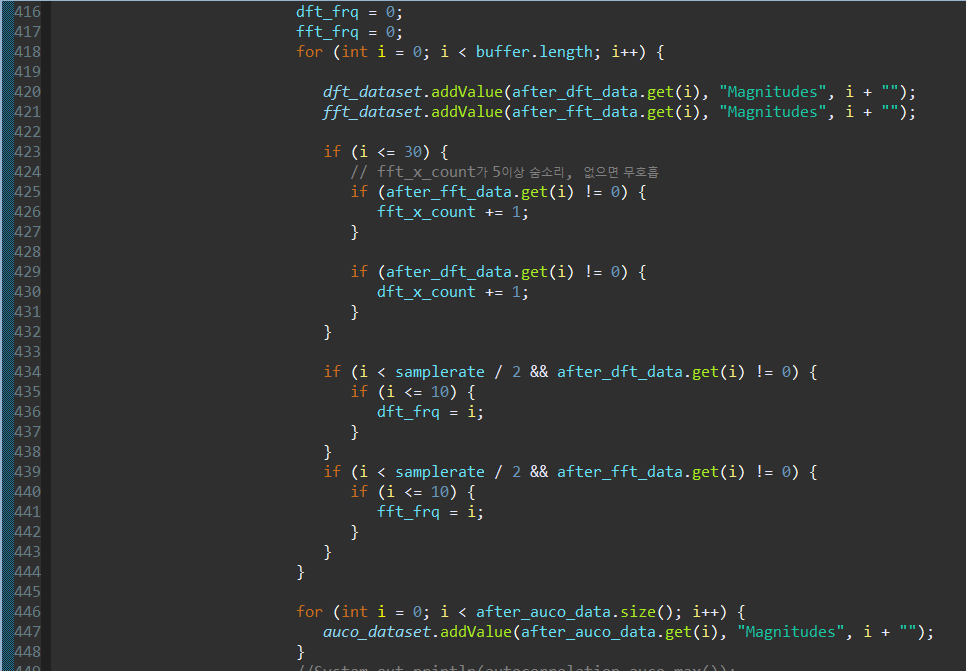 416 dft_frq = 0;
417 fft_frq = 0;
418 for (int i = 0; i < buffer.length; i++) {
419
420 dft_dataset.addValue(after_dft_data.get(i), "Magnitudes", i + "");
421 fft_dataset.addValue(after_fft_data.get(i), "Magnitudes", i + "");
422
423 if (i <= 30) {
424 // fft_x_count가 5이상 숨소리, 없으면 무호흡
425 if (after_fft_data.get(i) != 0) {
426 fft_x_count += 1;
427 }
428
429 if (after_dft_data.get(i) != 0) {
430 dft_x_count += 1;
431 }
432 }
433
434 if (i < samplerate / 2 && after_dft_data.get(i) != 0) {
435 if (i <= 10) {
436 dft_frq = i;
437 }
438 }
439 if (i < samplerate / 2 && after_fft_data.get(i) != 0) {
440 if (i <= 10) {
441 fft_frq = i;
442 }
443 }
444 }
445
446 for (int i = 0; i < after_auco_data.size(); i++) {
447 auco_dataset.addValue(after_auco_data.get(i), "Magnitudes", i + "");
448 }
449 //System.out.println(autocorrelation.auco_max());